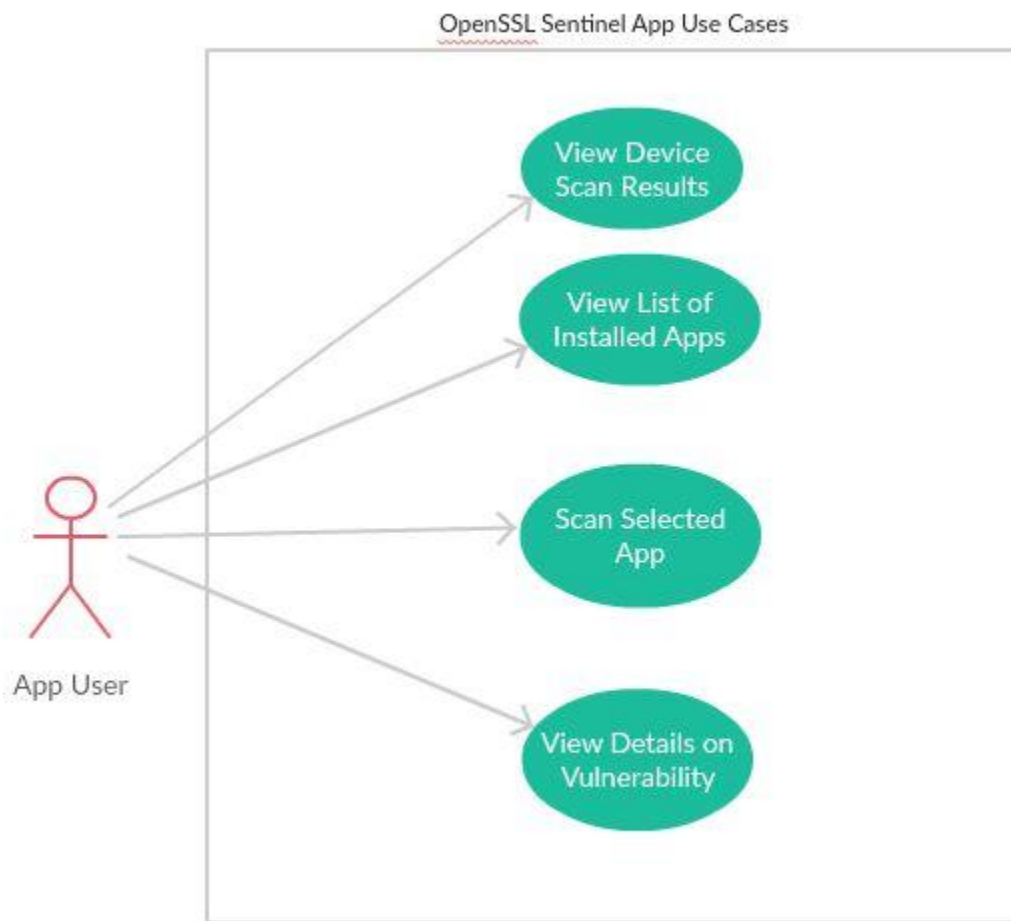 OpenSSL Sentinel App Use Cases
View Device
Scan Results
View List of
Installed Apps
Scan Selected
App
App User
View Details on
Vulnerability